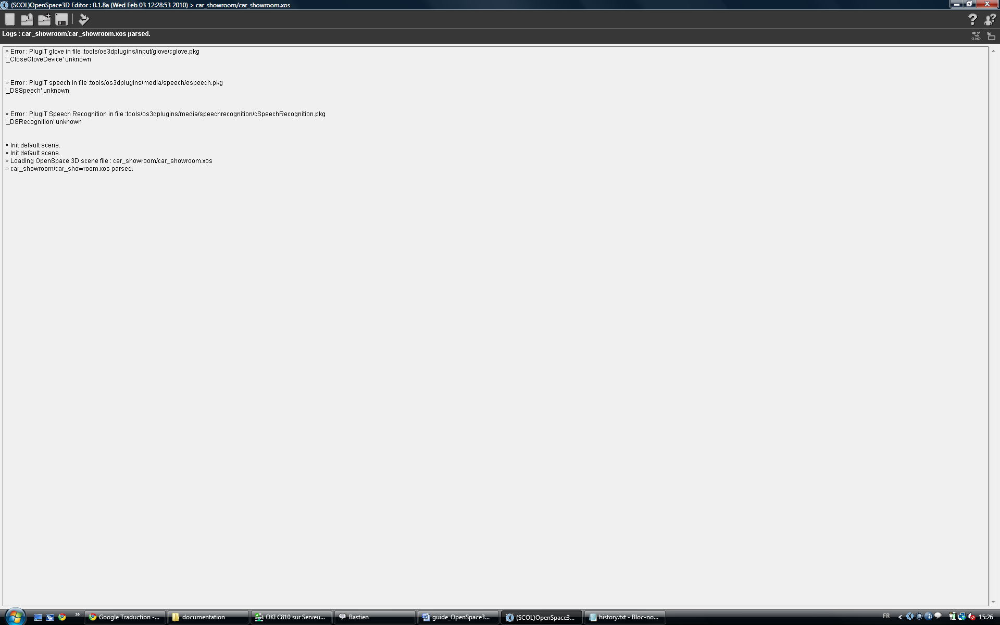 (SCOL)OpenSpace3D Editor : 0.1.8a (Wed Feb 03 12:28:53 2010) > car_showroom/car_showroom.xos
Logs : car_showroom/car_showroom.xos parsed.
<LOG>
> Error : PlugIT glove in file :tools/os3dplugins/input/glove/cglove.pkg
'_CloseGloveDevice' unknown
> Error : PlugIT speech in file :tools/os3dplugins/media/speech/espeech.pkg
'_DSSpeech' unknown
> Error : PlugIT Speech Recognition in file :tools/os3dplugins/media/speechrecognition/cSpeechRecognition.pkg
'_DSRecognition' unknown
> Init default scene.
> Init default scene.
> Loading OpenSpace 3D scene file : car_showroom/car_showroom.xos
> car_showroom/car_showroom.xos parsed.
Google Traduction -...
documentation
OKI C810 sur Serveu...
Bastien
guide_OpenSpace3...
(SCOL)OpenSpace3...
history.txt - Bloc-no...
FR
15:26